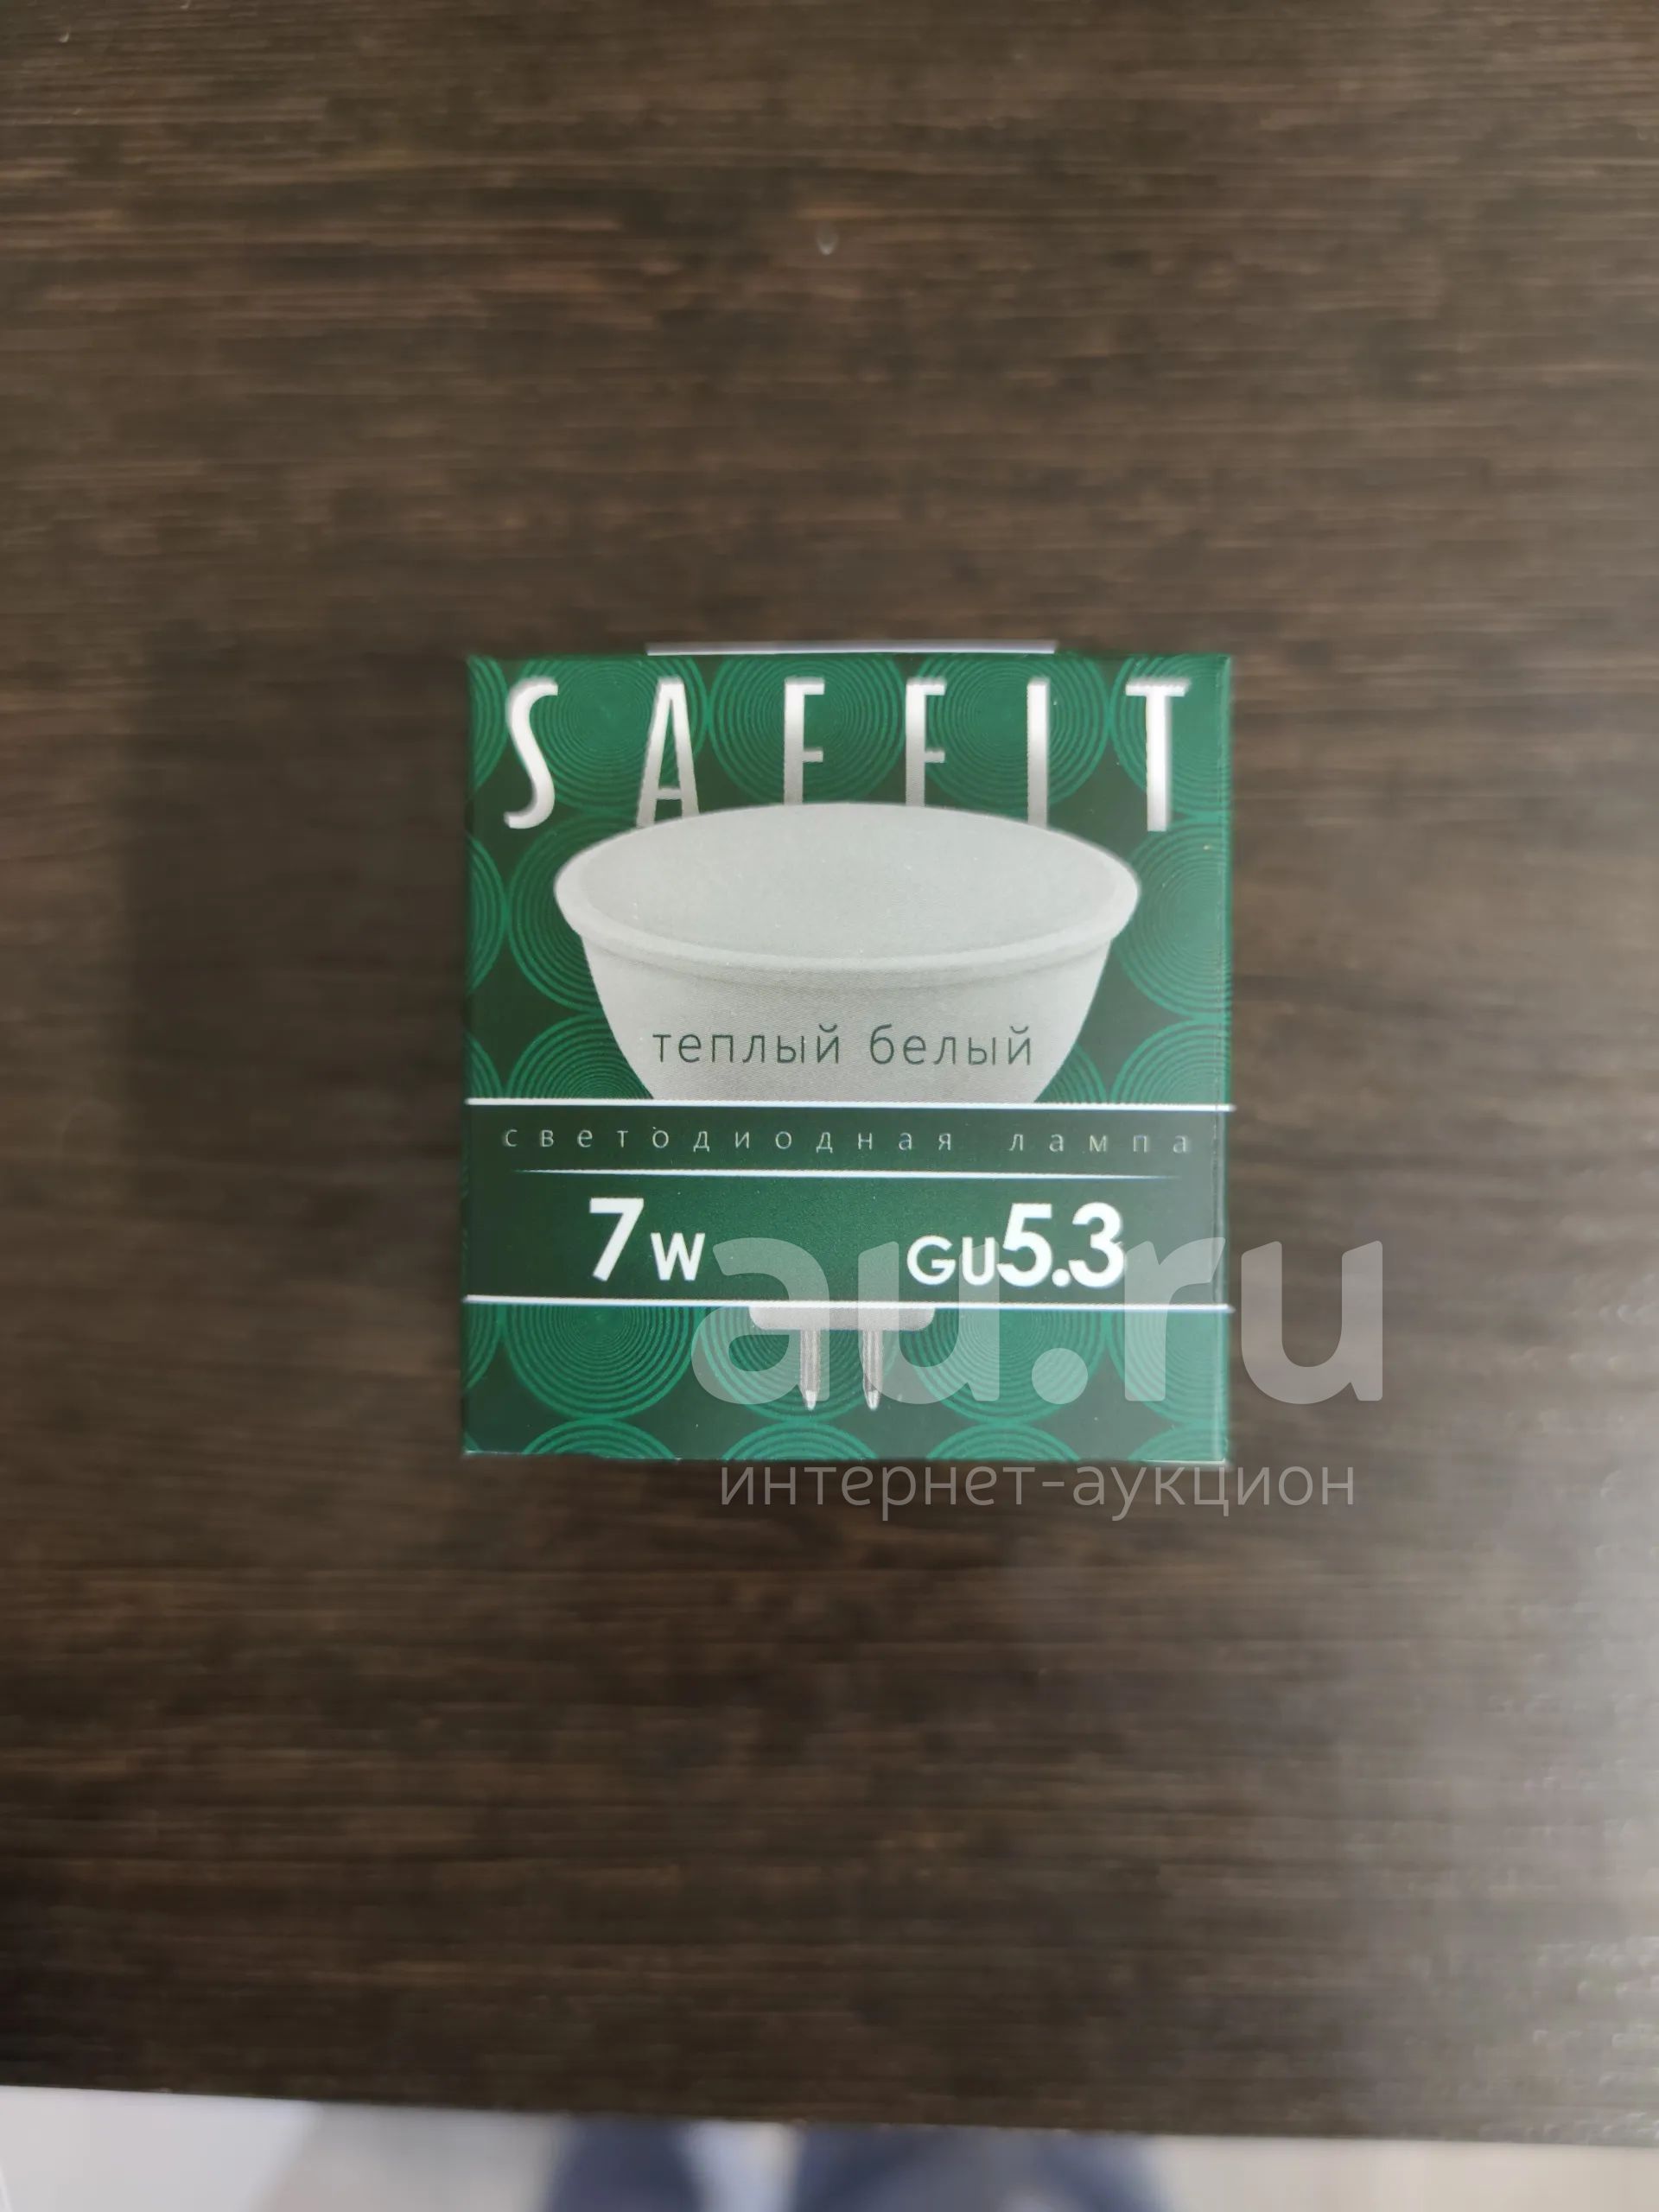 SAFFIT
теплый белый
светодиодная лампа
7W GU5.3
au.ru
интернет-аукцион